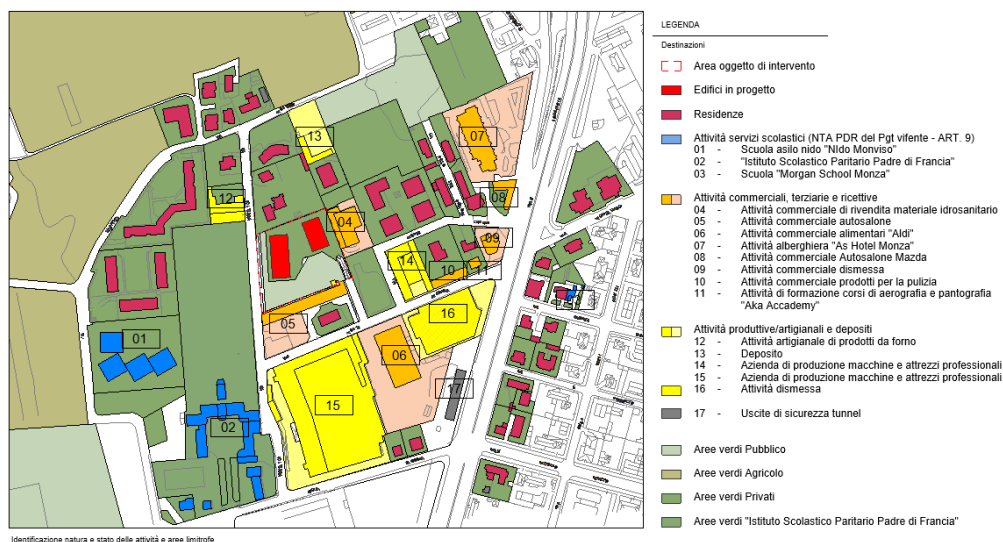 LEGENDA
Destinazioni
Area oggetto di intervento
Edifici in progetto
Residenze
Attività servizi scolastici (NTA PDR del Pgt vifente - ART. 9)
01 - Scuola asilo nido "NIdo Monviso"
02 - "Istituto Scolastico Paritario Padre di Francia"
03 - Scuola "Morgan School Monza"
Attività commerciali, terziarie e ricettive
04 - Attività commerciale di rivendita materiale idrosanitario
05 - Attività commerciale autosalone
06 - Attività commerciale alimentari "Aldi"
07 - Attività alberghiera "As Hotel Monza"
08 - Attività commerciale Autosalone Mazda
09 - Attività commerciale dismessa
10 - Attività commerciale prodotti per la pulizia
11 - Attività di formazione corsi di aerografia e pantografia
"Aka Accademy"
Attività produttive/artigianali e depositi
12 - Attività artigianale di prodotti da forno
13 - Deposito
14 - Azienda di produzione macchine e attrezzi professionali
15 - Azienda di produzione macchine e attrezzi professionali
16 - Attività dismessa
17 - Uscite di sicurezza tunnel
Aree verdi Pubblico
Aree verdi Agricolo
Aree verdi Privati
Aree verdi "Istituto Scolastico Paritario Padre di Francia"
07
13
12
08
04
09
14
10
11
16
05
01
06
17
15
02
Identificazione natura e stato delle attività e aree limitrofe